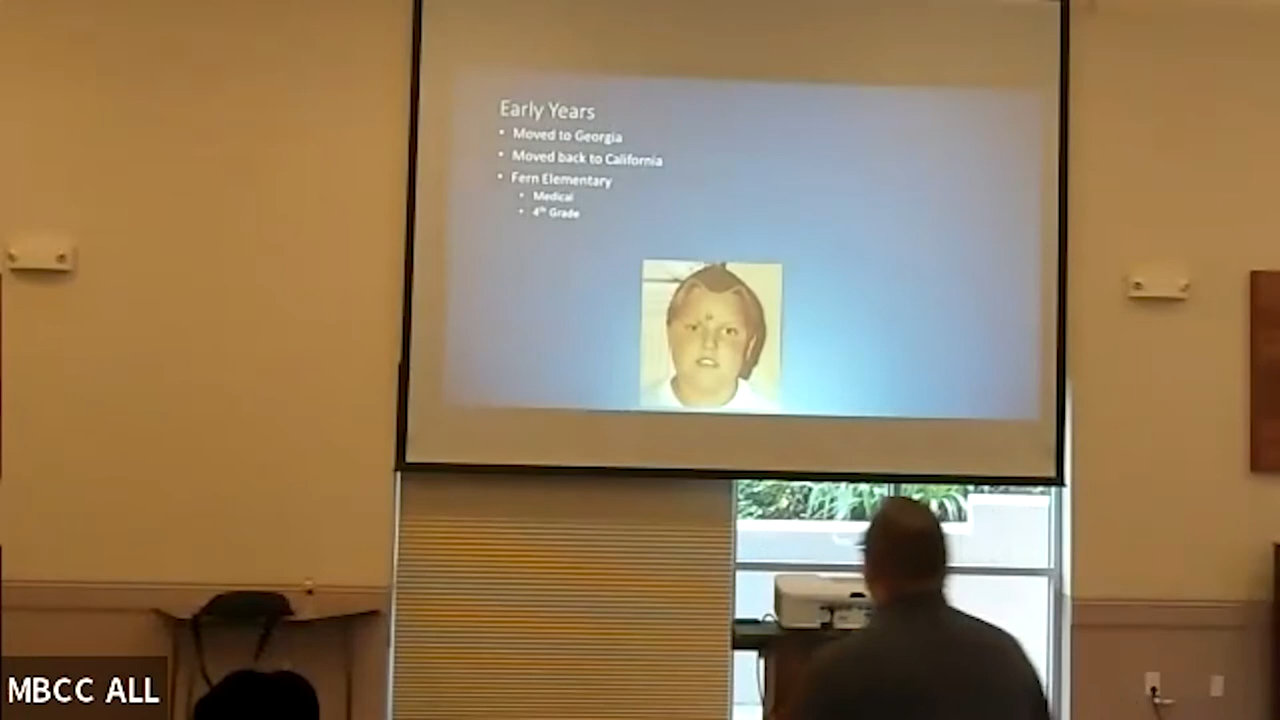 Early Years
• Moved to Georgia
• Moved back to California
• Fern Elementary
• Medical
• 4th Grade
MBCC ALL